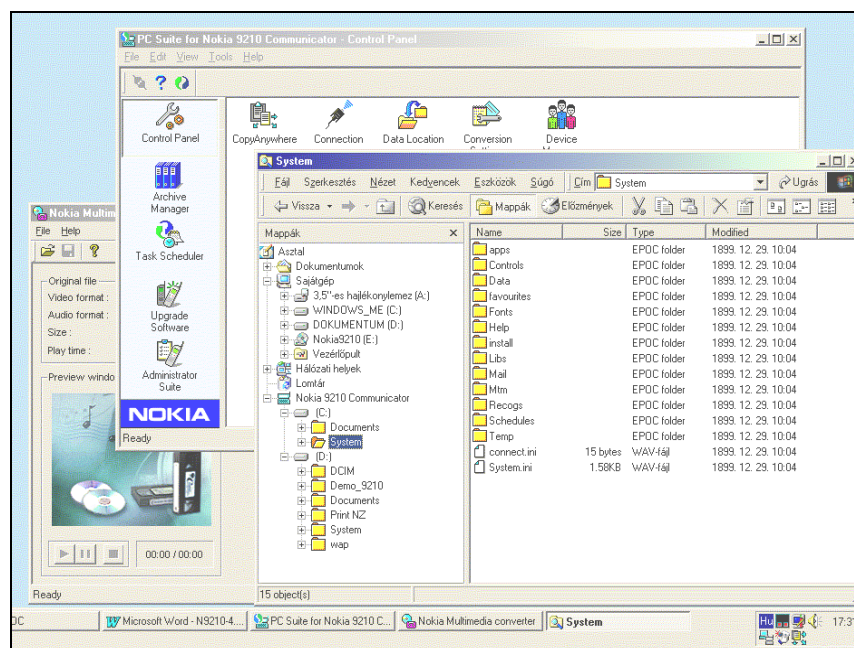 PC Suite for Nokia 9210 Communicator - Control Panel
File Edit View Tools Help
Control Panel
Archive
Manager
Task Scheduler
Upgrade
Software
Administrator
Suite
NOKIA
Ready
CopyAnywhere Connection Data Location Conversion Device
Nokia Multim
File Help
Original file
Video format :
Audio format :
Size :
Play time :
Preview windo
00:00 / 00:00
Ready
System
Fájl Szerkesztés Nézet Kedvencek Eszközök Súgó Cím System Ugrás
Vissza Keresés Mappák Előzmények
Mappák
Asztal
Dokumentumok
Sajátgép
3,5"-es hajlékonylemez (A:)
WINDOWS_ME (C:)
DOKUMENTUM (D:)
Nokia9210 (E:)
Vezérlőpult
Hálózati helyek
Lomtár
Nokia 9210 Communicator
(C:)
Documents
System
(D:)
DCIM
Demo_9210
Documents
Print NZ
System
wap
Name Size Type Modified
apps EPOC folder 1899. 12. 29. 10:04
Controls EPOC folder 1899. 12. 29. 10:04
Data EPOC folder 1899. 12. 29. 10:04
favourites EPOC folder 1899. 12. 29. 10:04
Fonts EPOC folder 1899. 12. 29. 10:04
Help EPOC folder 1899. 12. 29. 10:04
install EPOC folder 1899. 12. 29. 10:04
Libs EPOC folder 1899. 12. 29. 10:04
Mail EPOC folder 1899. 12. 29. 10:04
Mtm EPOC folder 1899. 12. 29. 10:04
Recogs EPOC folder 1899. 12. 29. 10:04
Schedules EPOC folder 1899. 12. 29. 10:04
Temp EPOC folder 1899. 12. 29. 10:04
connect.ini 15 bytes WAV-fájl 1899. 12. 29. 10:04
System.ini 1.58KB WAV-fájl 1899. 12. 29. 10:04
15 object(s)
OC Microsoft Word - N9210-4.... PC Suite for Nokia 9210 C... Nokia Multimedia converter System Hu 17:3